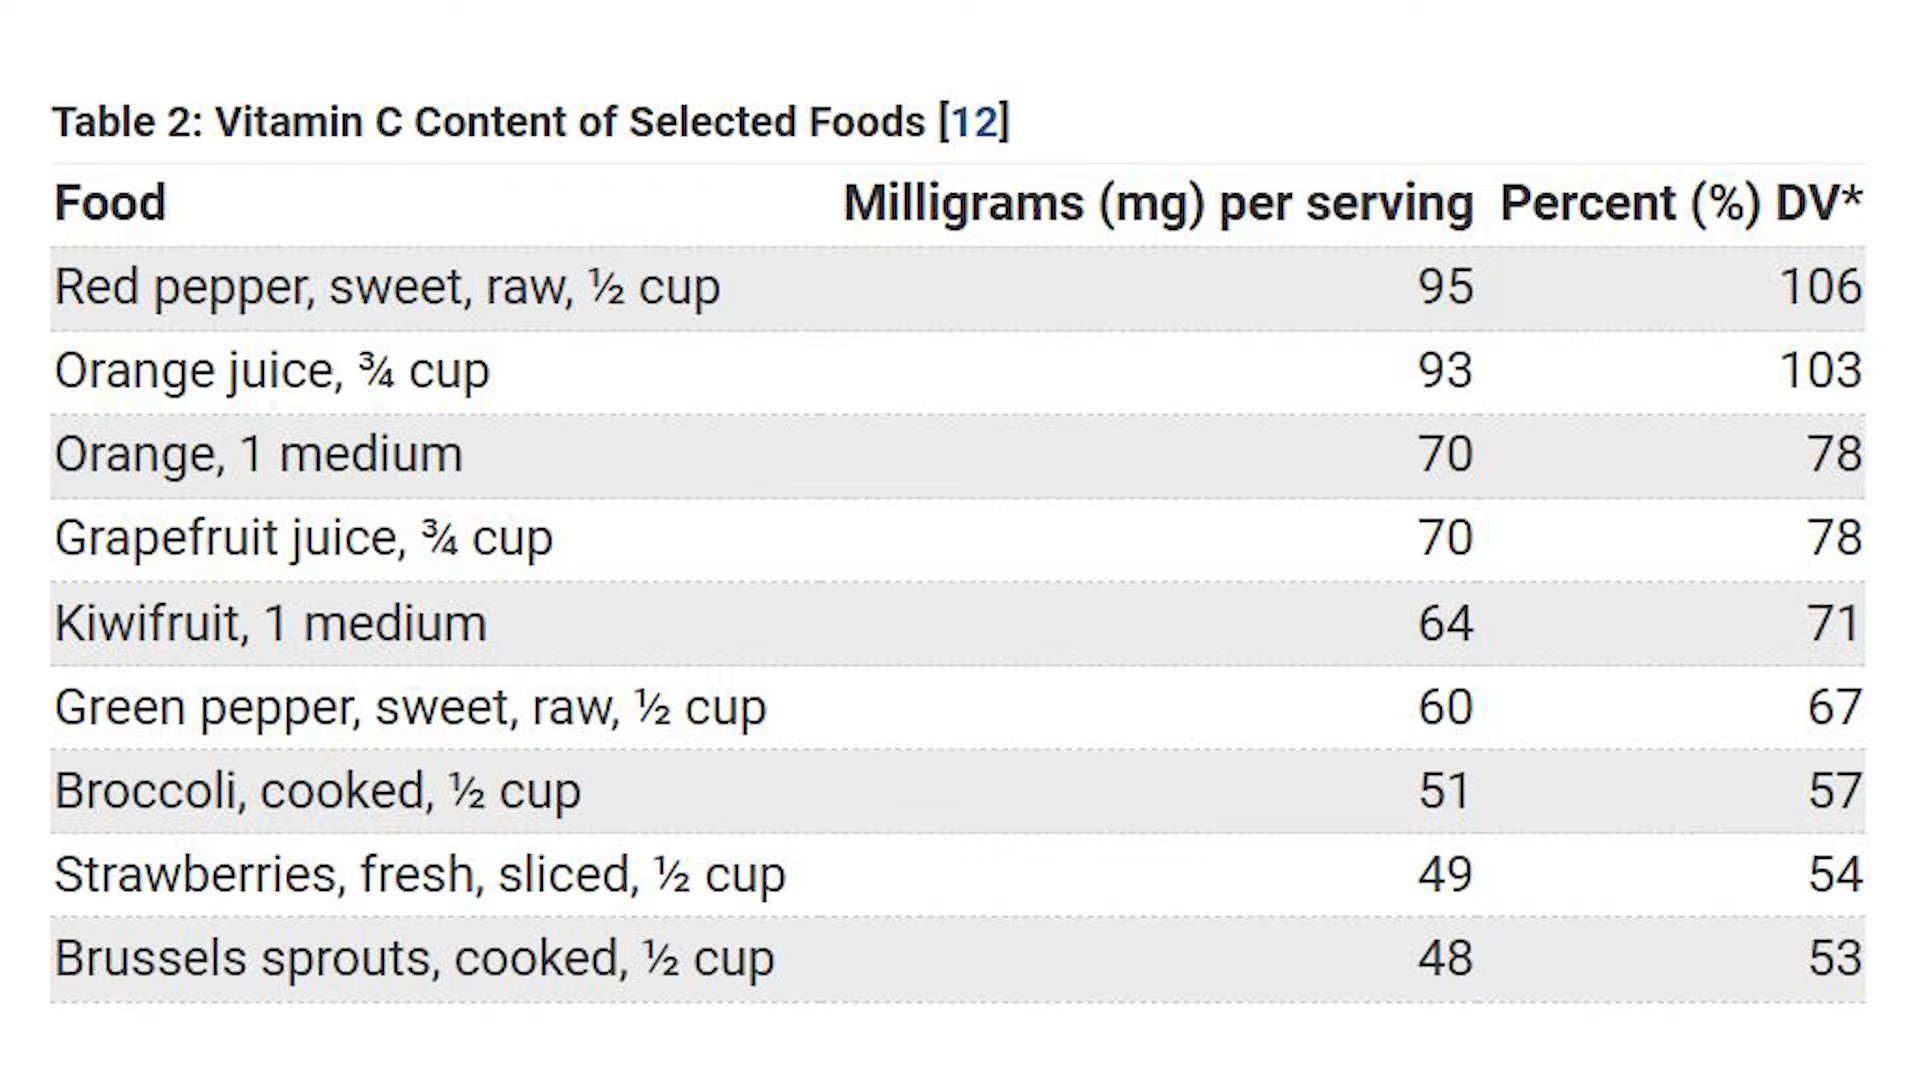 Table 2: Vitamin C Content of Selected Foods [12]
Food Milligrams (mg) per serving Percent (%) DV*
Red pepper, sweet, raw, ½ cup 95 106
Orange juice, ¾ cup 93 103
Orange, 1 medium 70 78
Grapefruit juice, ¾ cup 70 78
Kiwifruit, 1 medium 64 71
Green pepper, sweet, raw, ½ cup 60 67
Broccoli, cooked, ½ cup 51 57
Strawberries, fresh, sliced, ½ cup 49 54
Brussels sprouts, cooked, ½ cup 48 53